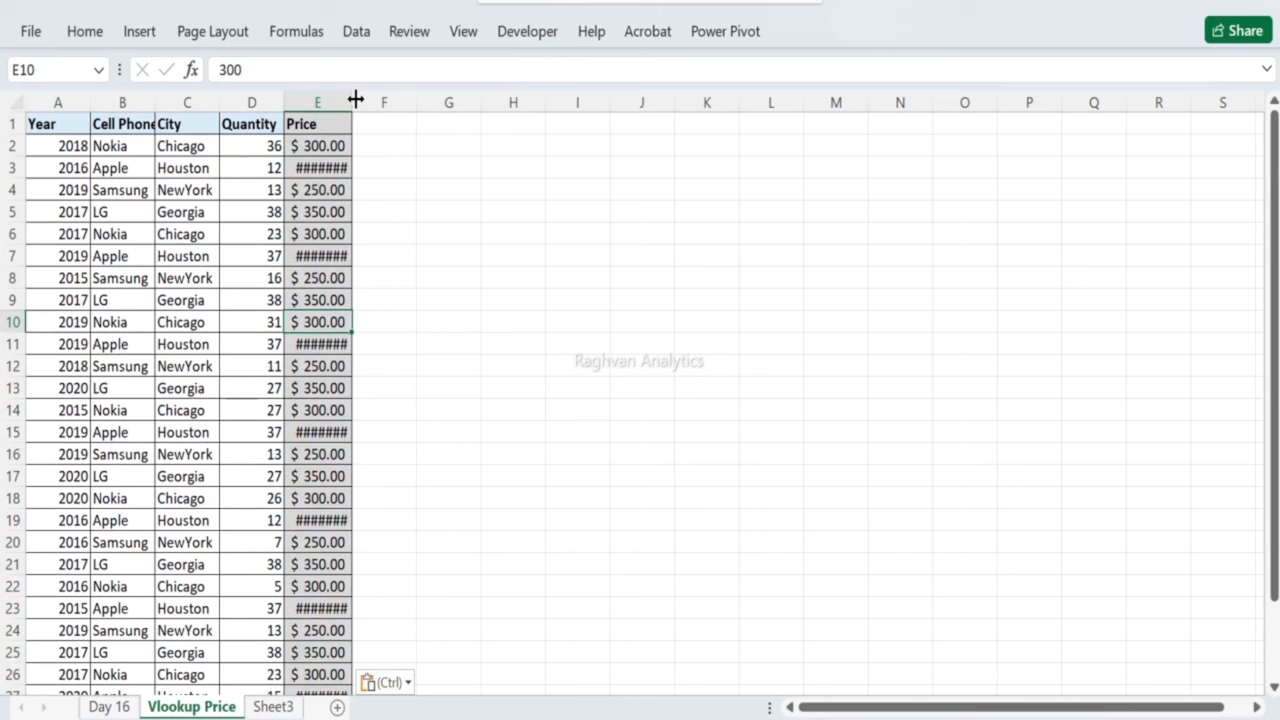 File Home Insert Page Layout Formulas Data Review View Developer Help Acrobat Power Pivot Share
E10 fx 300
A B C D E F G H I J K L M N O P Q R S
1 Year Cell Phone City Quantity Price
2 2018 Nokia Chicago 36 $ 300.00
3 2016 Apple Houston 12 #######
4 2019 Samsung NewYork 13 $ 250.00
5 2017 LG Georgia 38 $ 350.00
6 2017 Nokia Chicago 23 $ 300.00
7 2019 Apple Houston 37 #######
8 2015 Samsung NewYork 16 $ 250.00
9 2017 LG Georgia 38 $ 350.00
10 2019 Nokia Chicago 31 $ 300.00
11 2019 Apple Houston 37 #######
Raghvan Analytics
12 2018 Samsung NewYork 11 $ 250.00
13 2020 LG Georgia 27 $ 350.00
14 2015 Nokia Chicago 27 $ 300.00
15 2019 Apple Houston 37 #######
16 2019 Samsung NewYork 13 $ 250.00
17 2020 LG Georgia 27 $ 350.00
18 2020 Nokia Chicago 26 $ 300.00
19 2016 Apple Houston 12 #######
20 2016 Samsung NewYork 7 $ 250.00
21 2017 LG Georgia 38 $ 350.00
22 2016 Nokia Chicago 5 $ 300.00
23 2015 Apple Houston 37 #######
24 2019 Samsung NewYork 13 $ 250.00
25 2017 LG Georgia 38 $ 350.00
26 2017 Nokia Chicago 23 $ 300.00
(Ctrl)
Day 16 Vlookup Price Sheet3